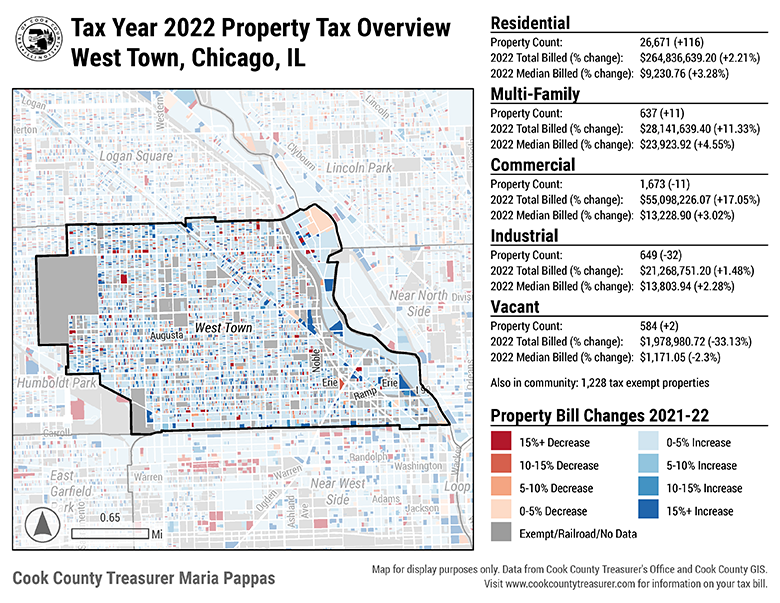 Tax Year 2022 Property Tax Overview
West Town, Chicago, IL
Residential
Property Count: 26,671 (+116)
2022 Total Billed (% change): $264,836,639.20 (+2.21%)
2022 Median Billed (% change): $9,230.76 (+3.28%)
Multi-Family
Property Count: 637 (+11)
2022 Total Billed (% change): $28,141,639.40 (+11.33%)
2022 Median Billed (% change): $23,923.92 (+4.55%)
Commercial
Property Count: 1,673 (-11)
2022 Total Billed (% change): $55,098,226.07 (+17.05%)
2022 Median Billed (% change): $13,228.90 (+3.02%)
Industrial
Property Count: 649 (-32)
2022 Total Billed (% change): $21,268,751.20 (+1.48%)
2022 Median Billed (% change): $13,803.94 (+2.28%)
Vacant
Property Count: 584 (+2)
2022 Total Billed (% change): $1,978,980.72 (-33.13%)
2022 Median Billed (% change): $1,171.05 (-2.3%)
Also in community: 1,228 tax exempt properties
Property Bill Changes 2021-22
15%+ Decrease
10-15% Decrease
5-10% Decrease
0-5% Decrease
0-5% Increase
5-10% Increase
10-15% Increase
15%+ Increase
Exempt/Railroad/No Data
Logan
Western
Lincoln
Logan Square
Clybourn
Lincoln Park
Near North
Side
Divis
West Town
Augusta
Noble
Erie
Erie
Ramp
Humboldt Park
Carroll
East
Garfield
Park
Warren
Warren
Ogden
Ashland
Ave
Near West
Side
Randolph
Washington
Wacker
Loop
Adams
Jackson
0.65
Mi
Cook County Treasurer Maria Pappas
Map for display purposes only. Data from Cook County Treasurer's Office and Cook County GIS.
Visit www.cookcountytreasurer.com for information on your tax bill.